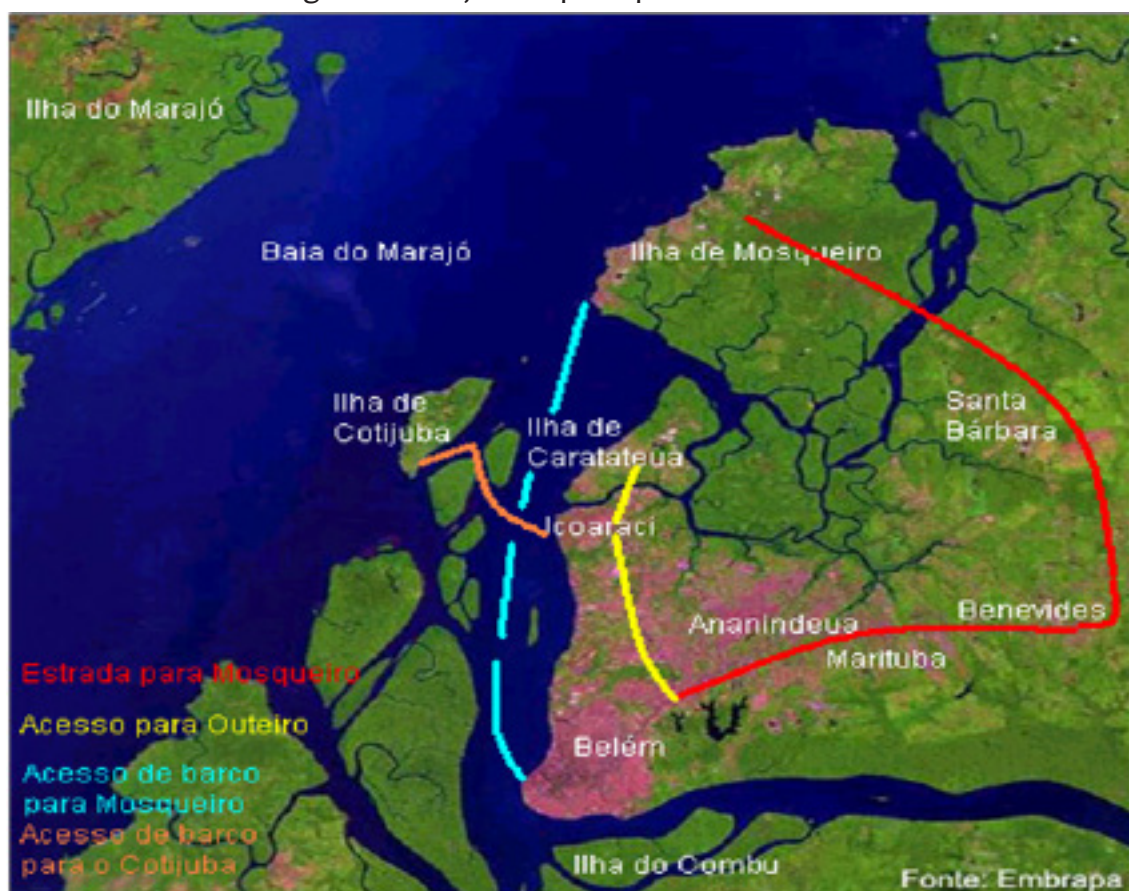 Ilha do Marajó
Baia do Marajó
Ilha de Mosqueiro
Ilha de
Cotijuba
Ilha de
Caratateua
Santa
Bárbara
Icoaraci
Ananindeua
Benevides
Marituba
Belém
Estrada para Mosqueiro
Acesso para Outeiro
Acesso de barco
para Mosqueiro
Acesso de barco
para o Cotijuba
Ilha do Combu
Fonte: Embrapa